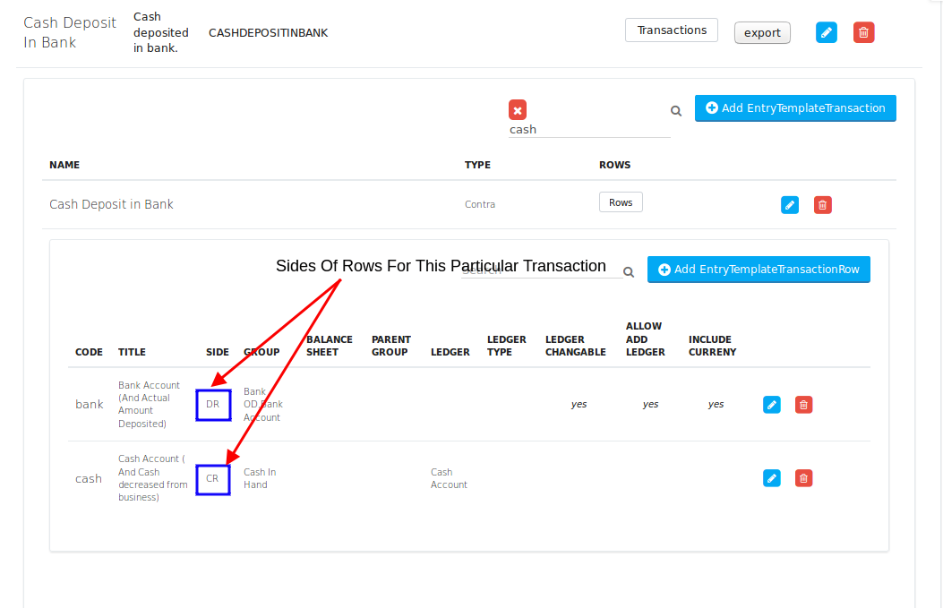 Cash Deposit
In Bank
Cash
deposited
in bank.
CASHDEPOSITINBANK
Transactions
export
cash
Add EntryTemplateTransaction
NAME TYPE ROWS
Cash Deposit in Bank Contra Rows
Sides Of Rows For This Particular Transaction
Search
Add EntryTemplateTransactionRow
CODE TITLE SIDE GROUP
BALANCE
SHEET
PARENT
GROUP
LEDGER
LEDGER
TYPE
LEDGER
CHANGABLE
ALLOW
ADD
LEDGER
INCLUDE
CURRENY
bank
Bank Account
(And Actual
Amount
Deposited)
DR
Bank
OD Bank
Account
yes yes yes
cash
Cash Account (
And Cash
decreased from
business)
CR
Cash In
Hand
Cash
Account